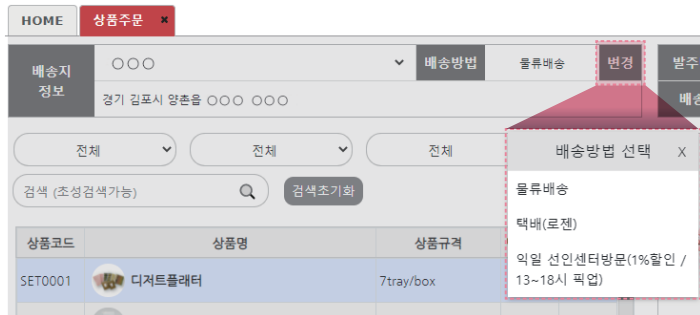 HOME 상품주문 ×
배송지 정보
○○○ 배송방법 물류배송 변경 발주
경기 김포시 양촌읍 ○○○ ○○○
전체 전체 전체
검색 (초성검색가능) 검색초기화
배송방법 선택 X
물류배송
택배(로젠)
익일 선인센터방문(1%할인 /
13~18시 픽업)
상품코드 상품명 상품규격
SET0001 디저트플래터 7tray/box